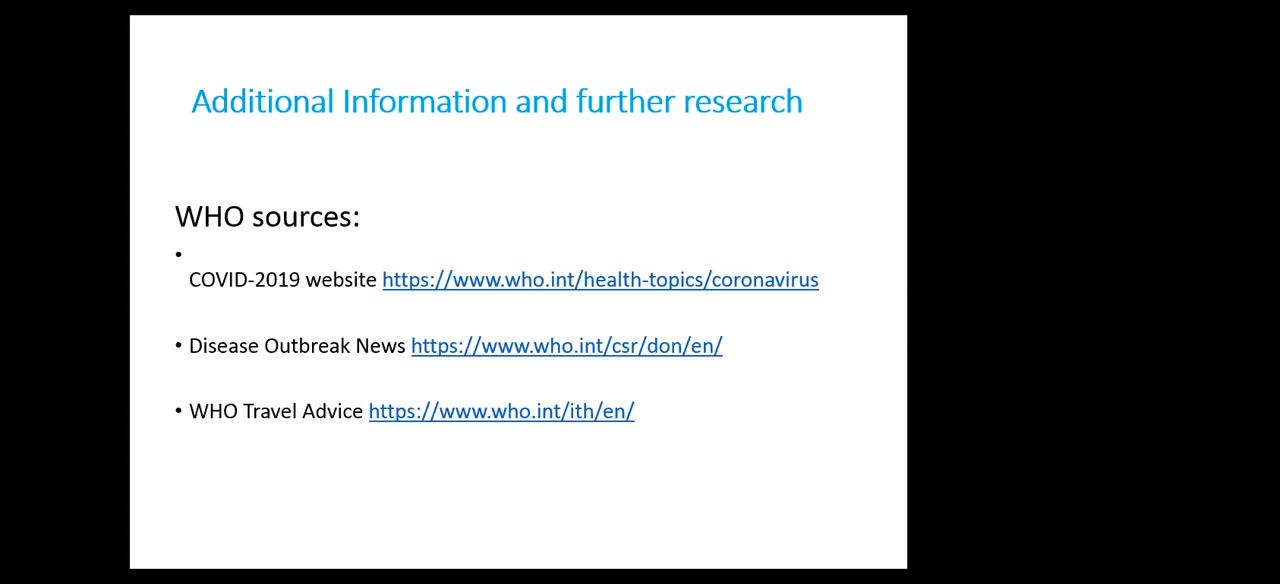 Additional Information and further research
WHO sources:
•
COVID-2019 website https://www.who.int/health-topics/coronavirus
• Disease Outbreak News https://www.who.int/csr/don/en/
• WHO Travel Advice https://www.who.int/ith/en/